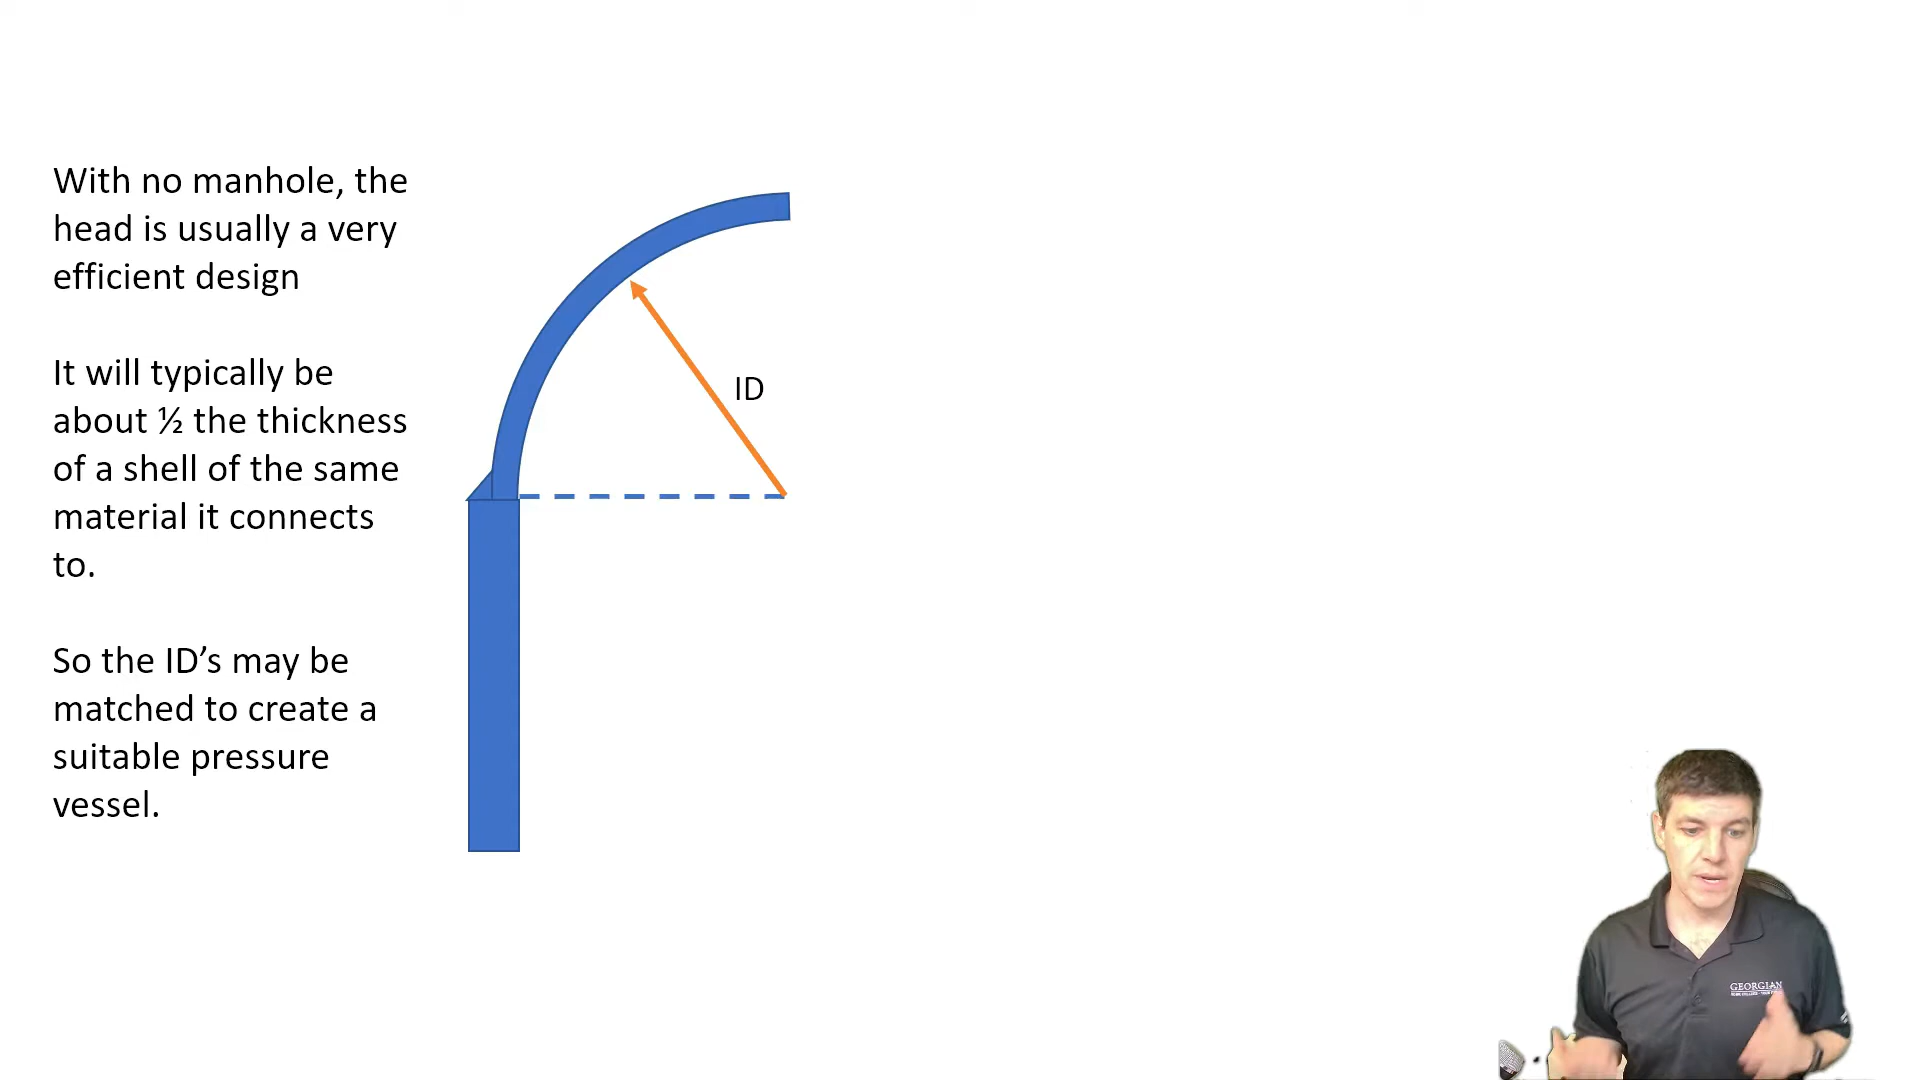 With no manhole, the
head is usually a very
efficient design
It will typically be
about ½ the thickness
of a shell of the same
material it connects
to.
So the ID’s may be
matched to create a
suitable pressure
vessel.
ID
GEORGIAN